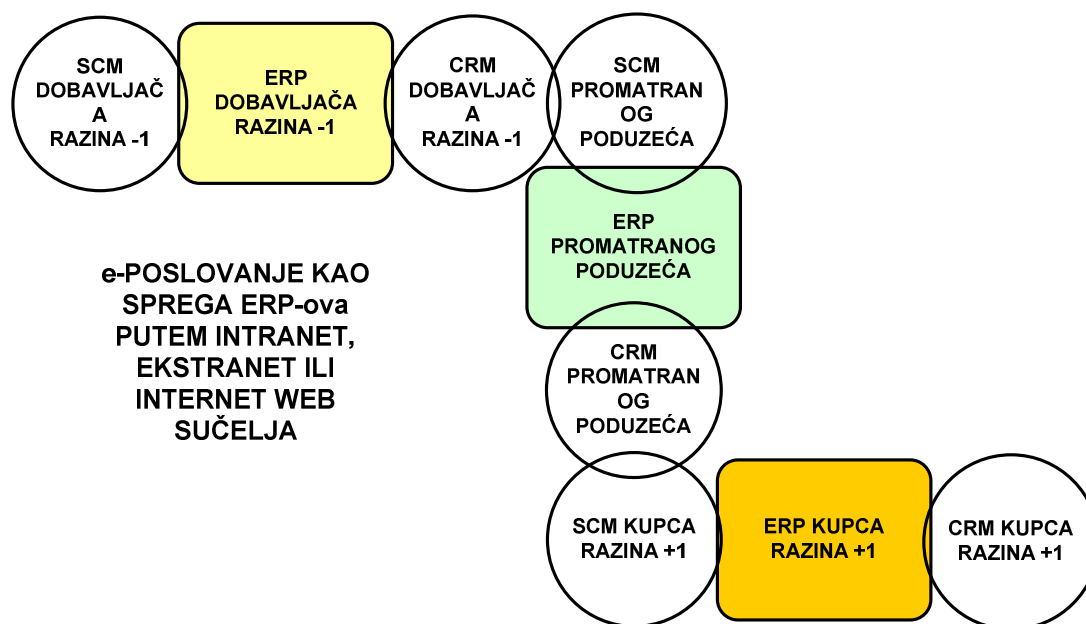 SCM
DOBAVLJAČ
A
RAZINA -1
ERP
DOBAVLJAČA
RAZINA -1
CRM
DOBAVLJAČ
A
RAZINA -1
SCM
PROMATRAN
OG
PODUZEĆA
ERP
PROMATRANOG
PODUZEĆA
e-POSLOVANJE KAO
SPREGA ERP-ova
PUTEM INTRANET,
EKSTRANET ILI
INTERNET WEB
SUČELJA
CRM
PROMATRAN
OG
PODUZEĆA
SCM KUPCA
RAZINA +1
ERP KUPCA
RAZINA +1
CRM KUPCA
RAZINA +1